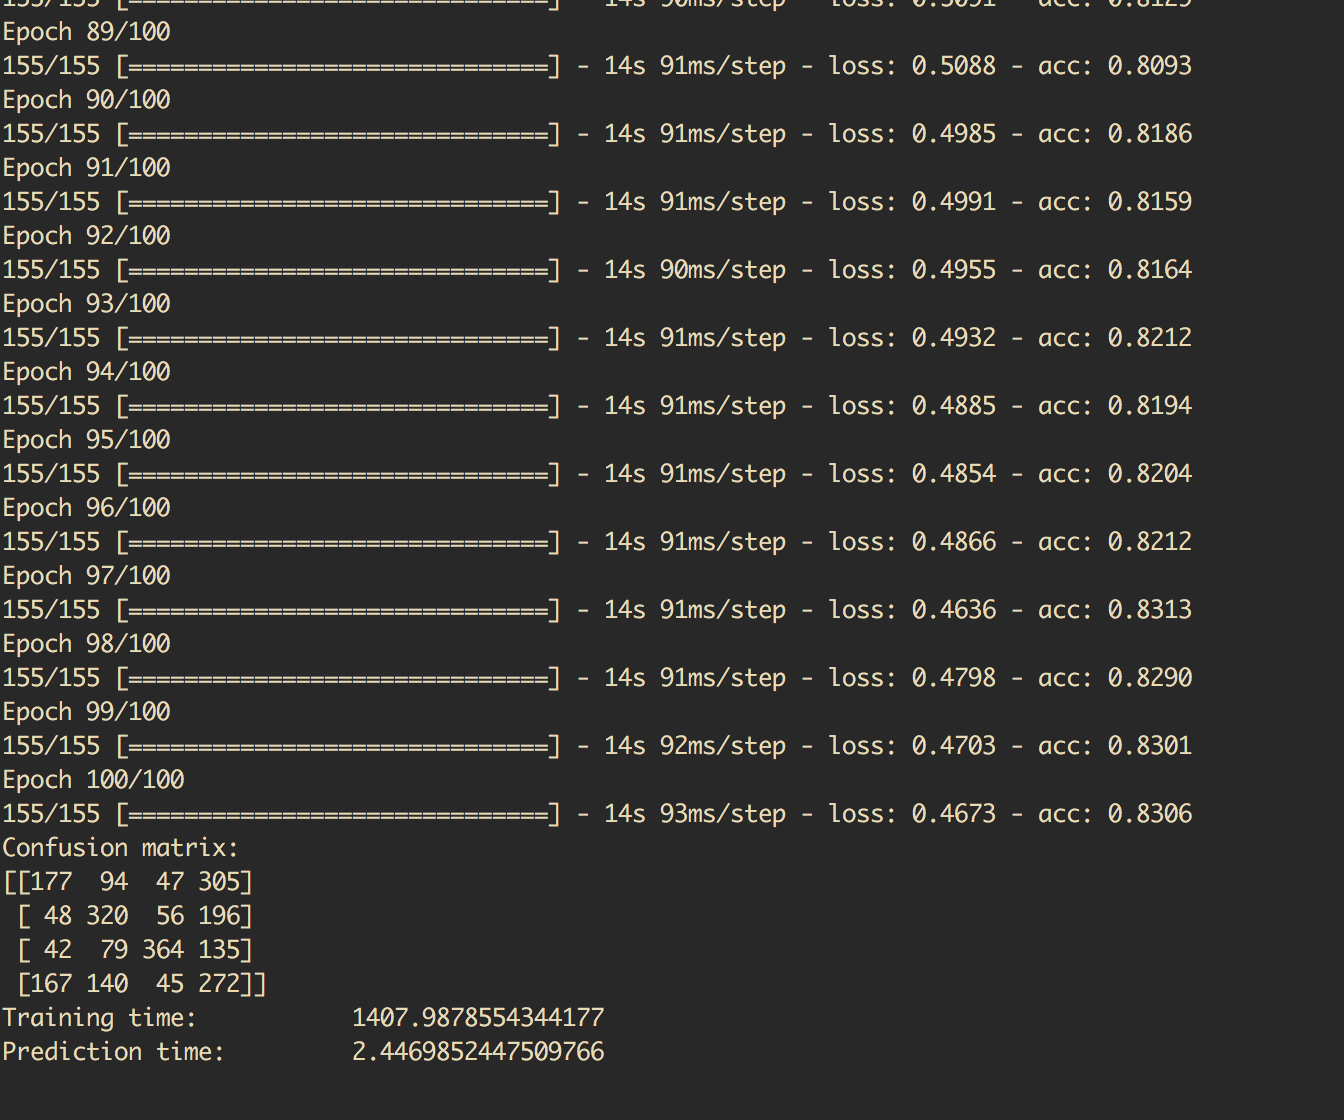 155/155 [==============================] - 14s 90ms/step - loss: 0.5091 - acc: 0.8129
Epoch 89/100
155/155 [==============================] - 14s 91ms/step - loss: 0.5088 - acc: 0.8093
Epoch 90/100
155/155 [==============================] - 14s 91ms/step - loss: 0.4985 - acc: 0.8186
Epoch 91/100
155/155 [==============================] - 14s 91ms/step - loss: 0.4991 - acc: 0.8159
Epoch 92/100
155/155 [==============================] - 14s 90ms/step - loss: 0.4955 - acc: 0.8164
Epoch 93/100
155/155 [==============================] - 14s 91ms/step - loss: 0.4932 - acc: 0.8212
Epoch 94/100
155/155 [==============================] - 14s 91ms/step - loss: 0.4885 - acc: 0.8194
Epoch 95/100
155/155 [==============================] - 14s 91ms/step - loss: 0.4854 - acc: 0.8204
Epoch 96/100
155/155 [==============================] - 14s 91ms/step - loss: 0.4866 - acc: 0.8212
Epoch 97/100
155/155 [==============================] - 14s 91ms/step - loss: 0.4636 - acc: 0.8313
Epoch 98/100
155/155 [==============================] - 14s 91ms/step - loss: 0.4798 - acc: 0.8290
Epoch 99/100
155/155 [==============================] - 14s 92ms/step - loss: 0.4703 - acc: 0.8301
Epoch 100/100
155/155 [==============================] - 14s 93ms/step - loss: 0.4673 - acc: 0.8306
Confusion matrix:
[[177  94  47 305]
 [ 48 320  56 196]
 [ 42  79 364 135]
 [167 140  45 272]]
Training time:           1407.9878554344177
Prediction time:         2.4469852447509766